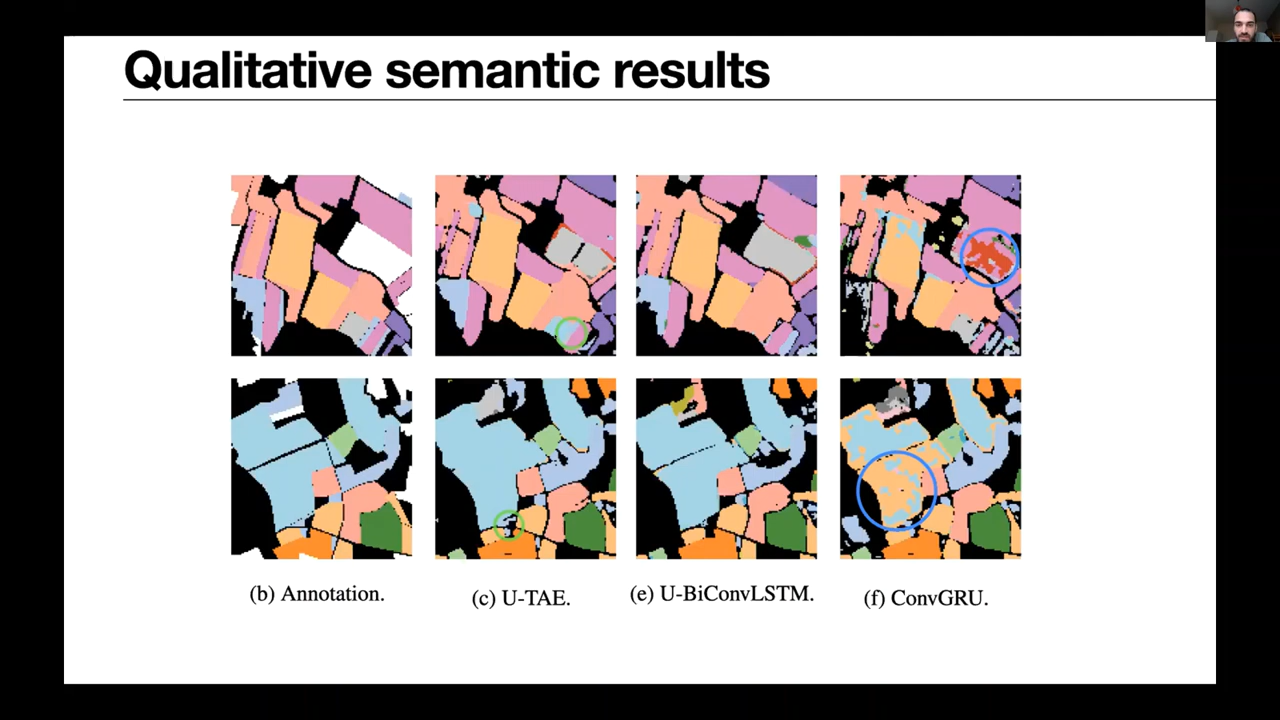 Qualitative semantic results
(b) Annotation.
(c) U-TAE.
(e) U-BiConvLSTM.
(f) ConvGRU.